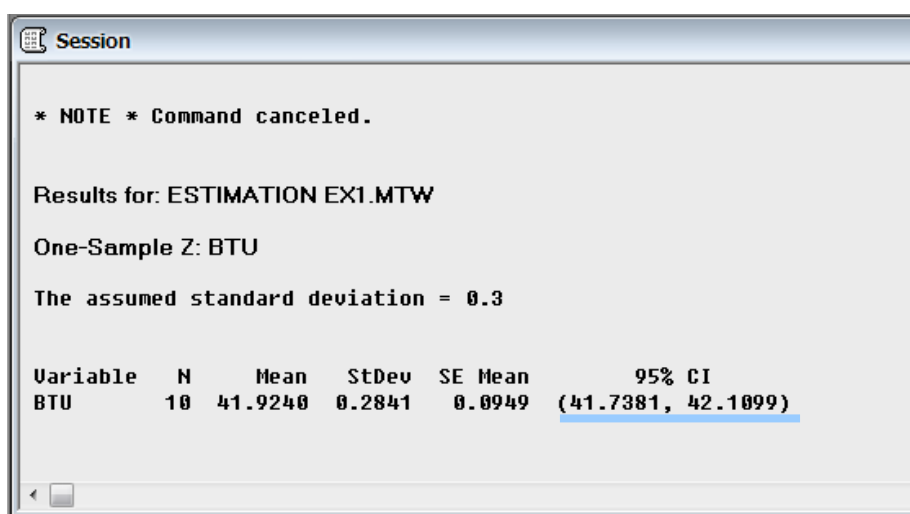 Session
* NOTE * Command canceled.
Results for: ESTIMATION EX1.MTW
One-Sample Z: BTU
The assumed standard deviation = 0.3
Variable N Mean StDev SE Mean 95% CI
BTU 10 41.9240 0.2841 0.0949 (41.7381, 42.1099)